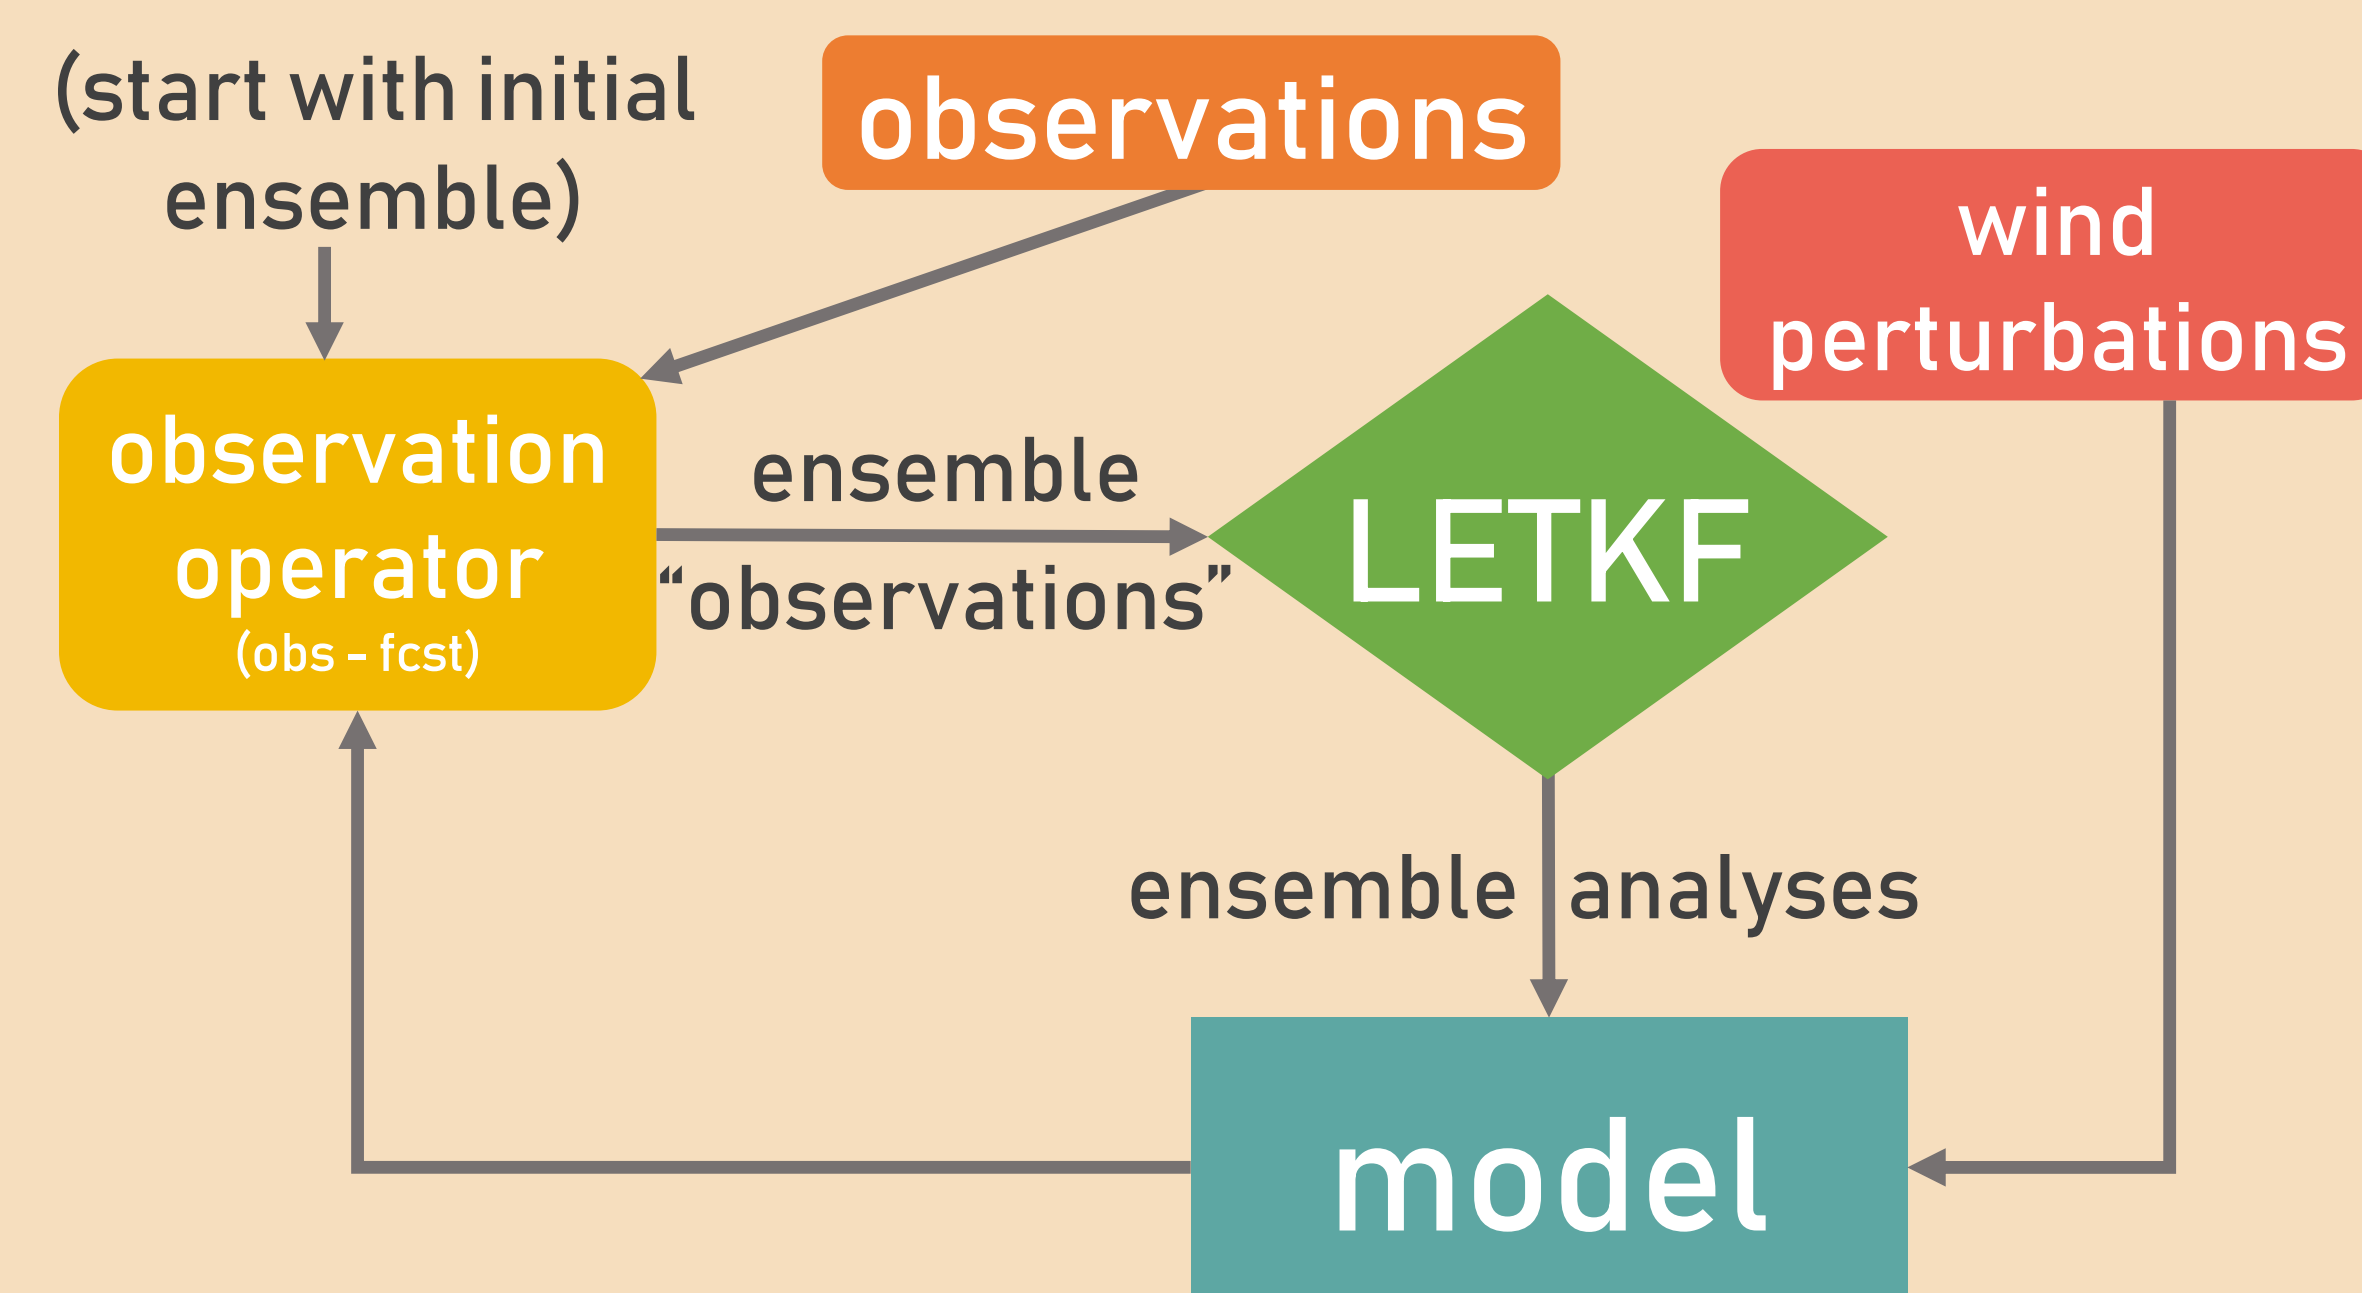 (start with initial
ensemble)
observations
wind
perturbations
observation
operator
(obs - fcst)
ensemble
“observations”
LETKF
ensemble analyses
model